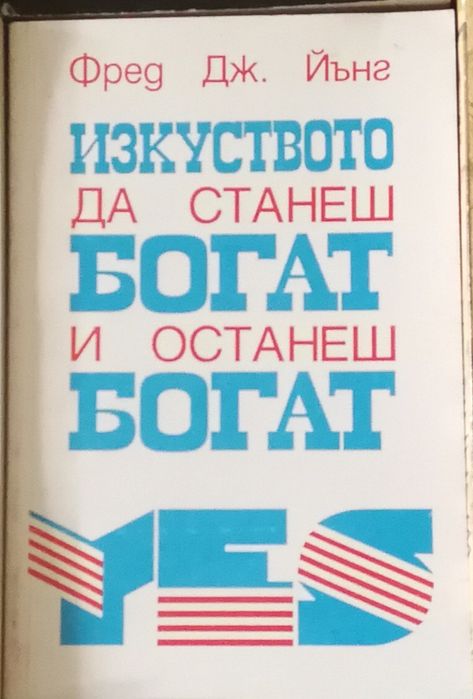 Фред Дж. Йънг
ИЗКУСТВОТО
ДА СТАНЕШ
БОГАТ
И ОСТАНЕШ
БОГАТ
YES